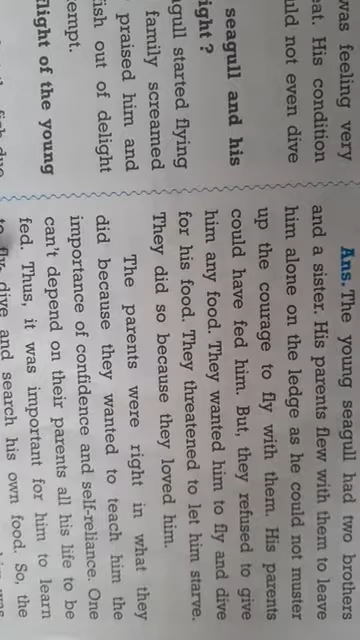 was feeling very
eat. His condition
uld not even dive
seagull and his
ight ?
agull started flying
family screamed
praised him and
ish out of delight
empt.
light of the young
Ans. The young seagull had two brothers
and a sister. His parents flew with them to leave
him alone on the ledge as he could not muster
up the courage to fly with them. His parents
could have fed him. But, they refused to give
him any food. They wanted him to fly and dive
for his food. They threatened to let him starve.
They did so because they loved him.
The parents were right in what they
did because they wanted to teach him the
importance of confidence and self-reliance. One
can't depend on their parents all his life to be
fed. Thus, it was important for him to learn
to fly, dive and search his own food. So, the